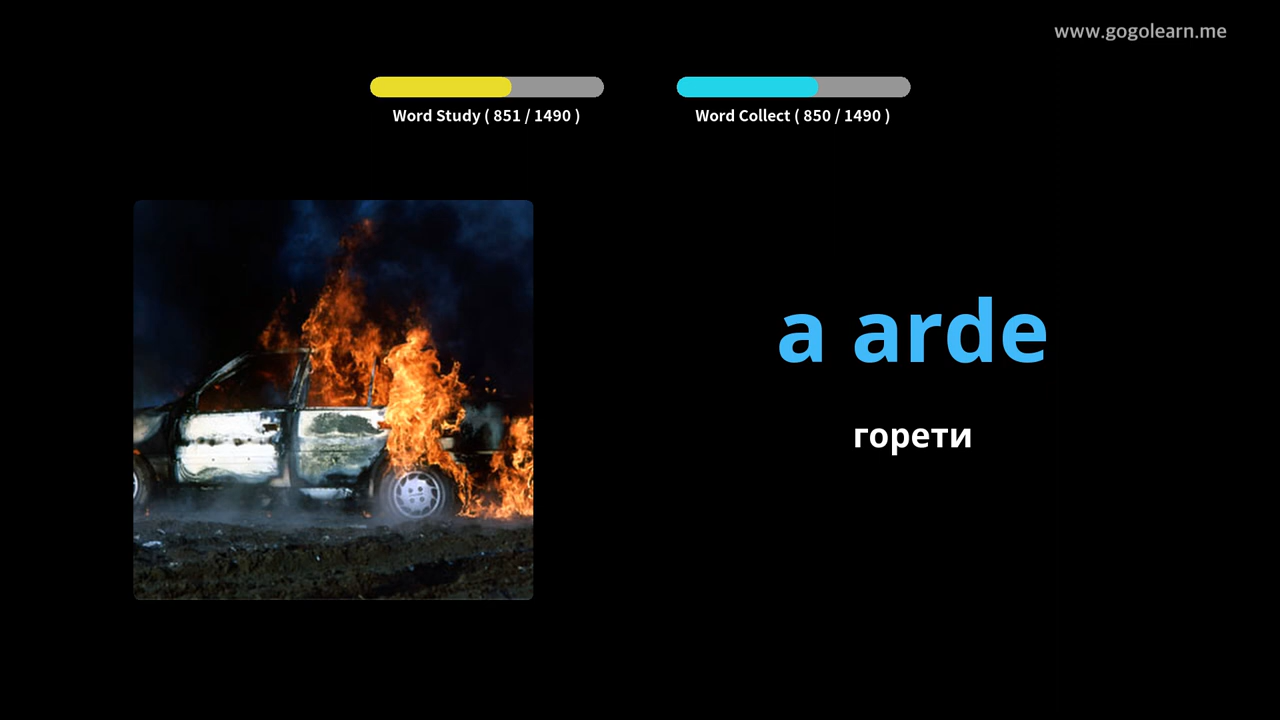 www.gogolearn.me
Word Study ( 851 / 1490 )
Word Collect ( 850 / 1490 )
a arde
горети